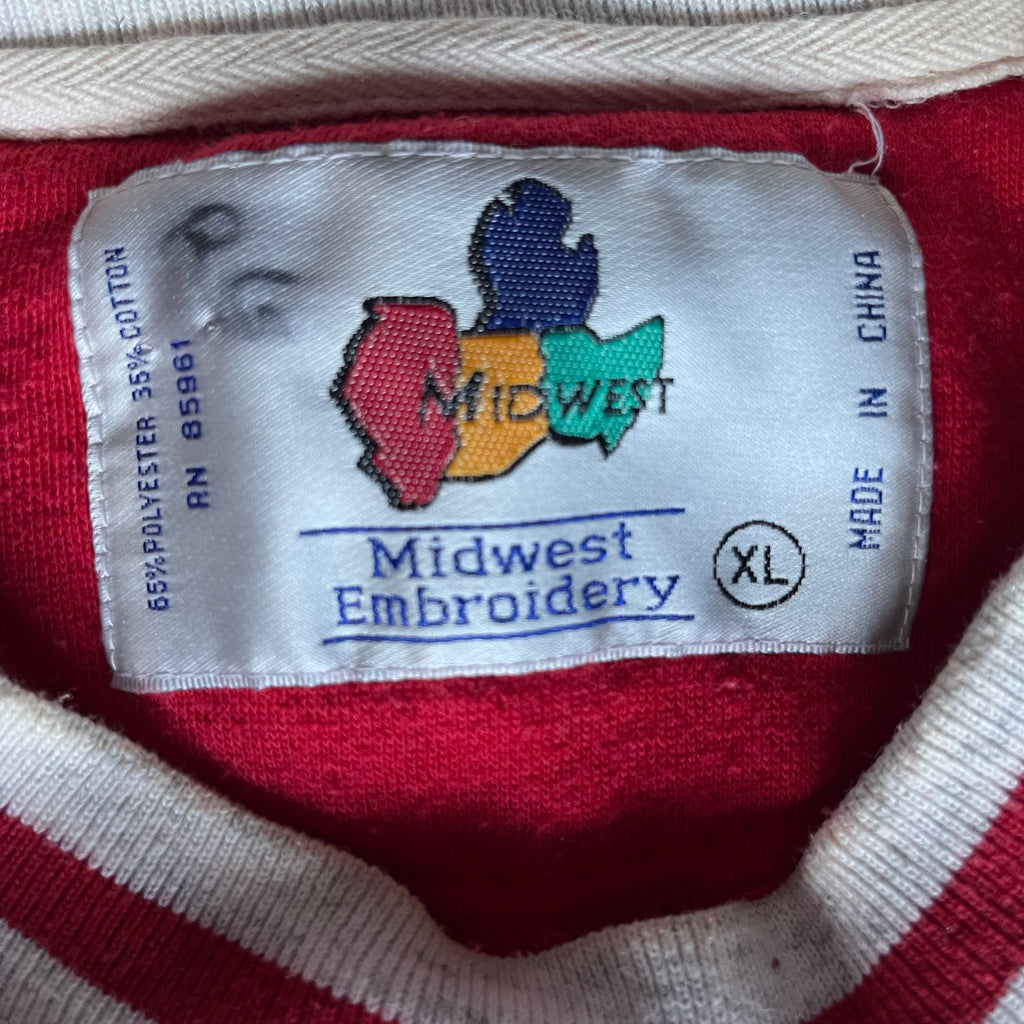 65% POLYESTER 35% COTTON
RN 85961
MIDWEST
Midwest
Embroidery
XL
MADE IN CHINA